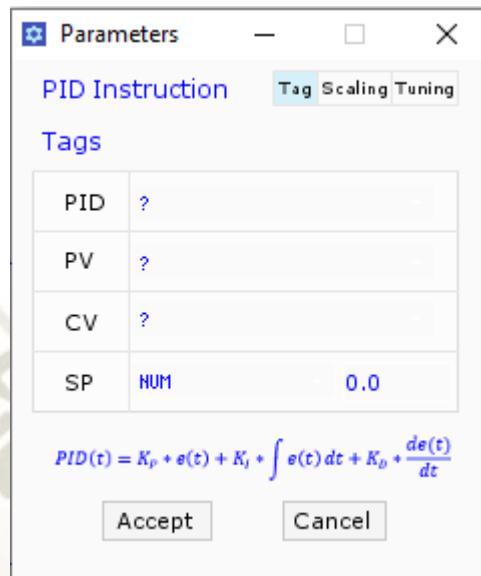 Parameters
PID Instruction Tag Scaling Tuning
Tags
PID ?
PV ?
CV ?
SP NUM 0.0
PID(t) = K_P * e(t) + K_I * ∫ e(t) dt + K_D * de(t)/dt
Accept Cancel